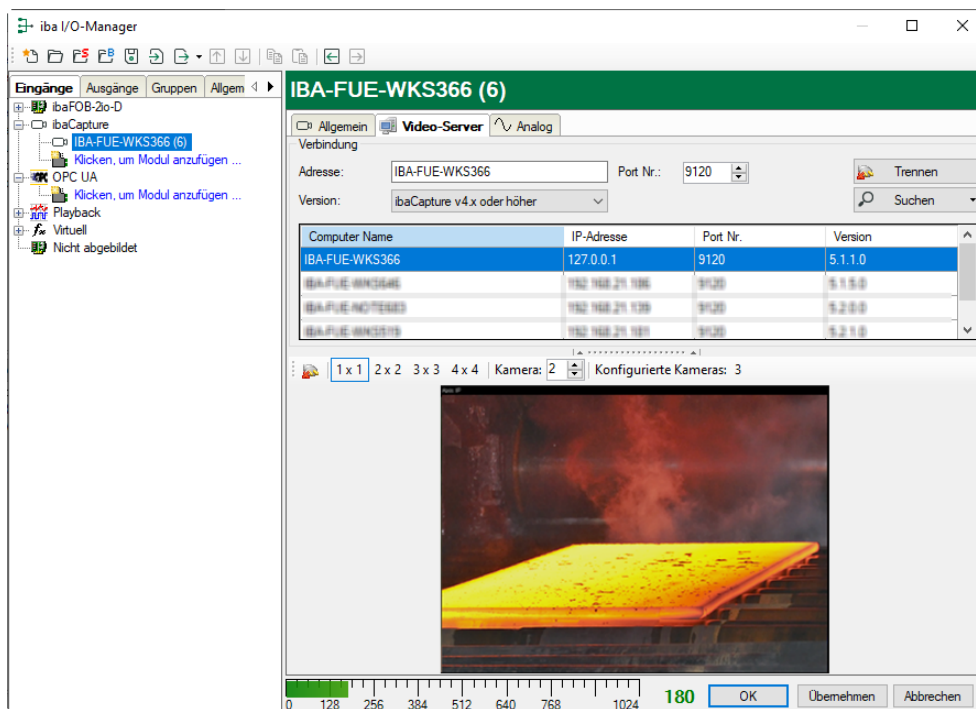 iba I/O-Manager
Eingänge Ausgänge Gruppen Allgem
ibaFOB-2io-D
ibaCapture
IBA-FUE-WKS366 (6)
Klicken, um Modul anzufügen ...
OPC UA
Klicken, um Modul anzufügen ...
Playback
Virtuell
Nicht abgebildet
IBA-FUE-WKS366 (6)
Allgemein Video-Server Analog
Verbindung
Adresse: IBA-FUE-WKS366 Port Nr.: 9120 Trennen
Version: ibaCapture v4.x oder höher Suchen
Computer Name IP-Adresse Port Nr. Version
IBA-FUE-WKS366 127.0.0.1 9120 5.1.1.0
1 x 1 2 x 2 3 x 3 4 x 4 Kamera: 2 Konfigurierte Kameras: 3
0 128 256 384 512 640 768 1024 180 OK Übernehmen Abbrechen